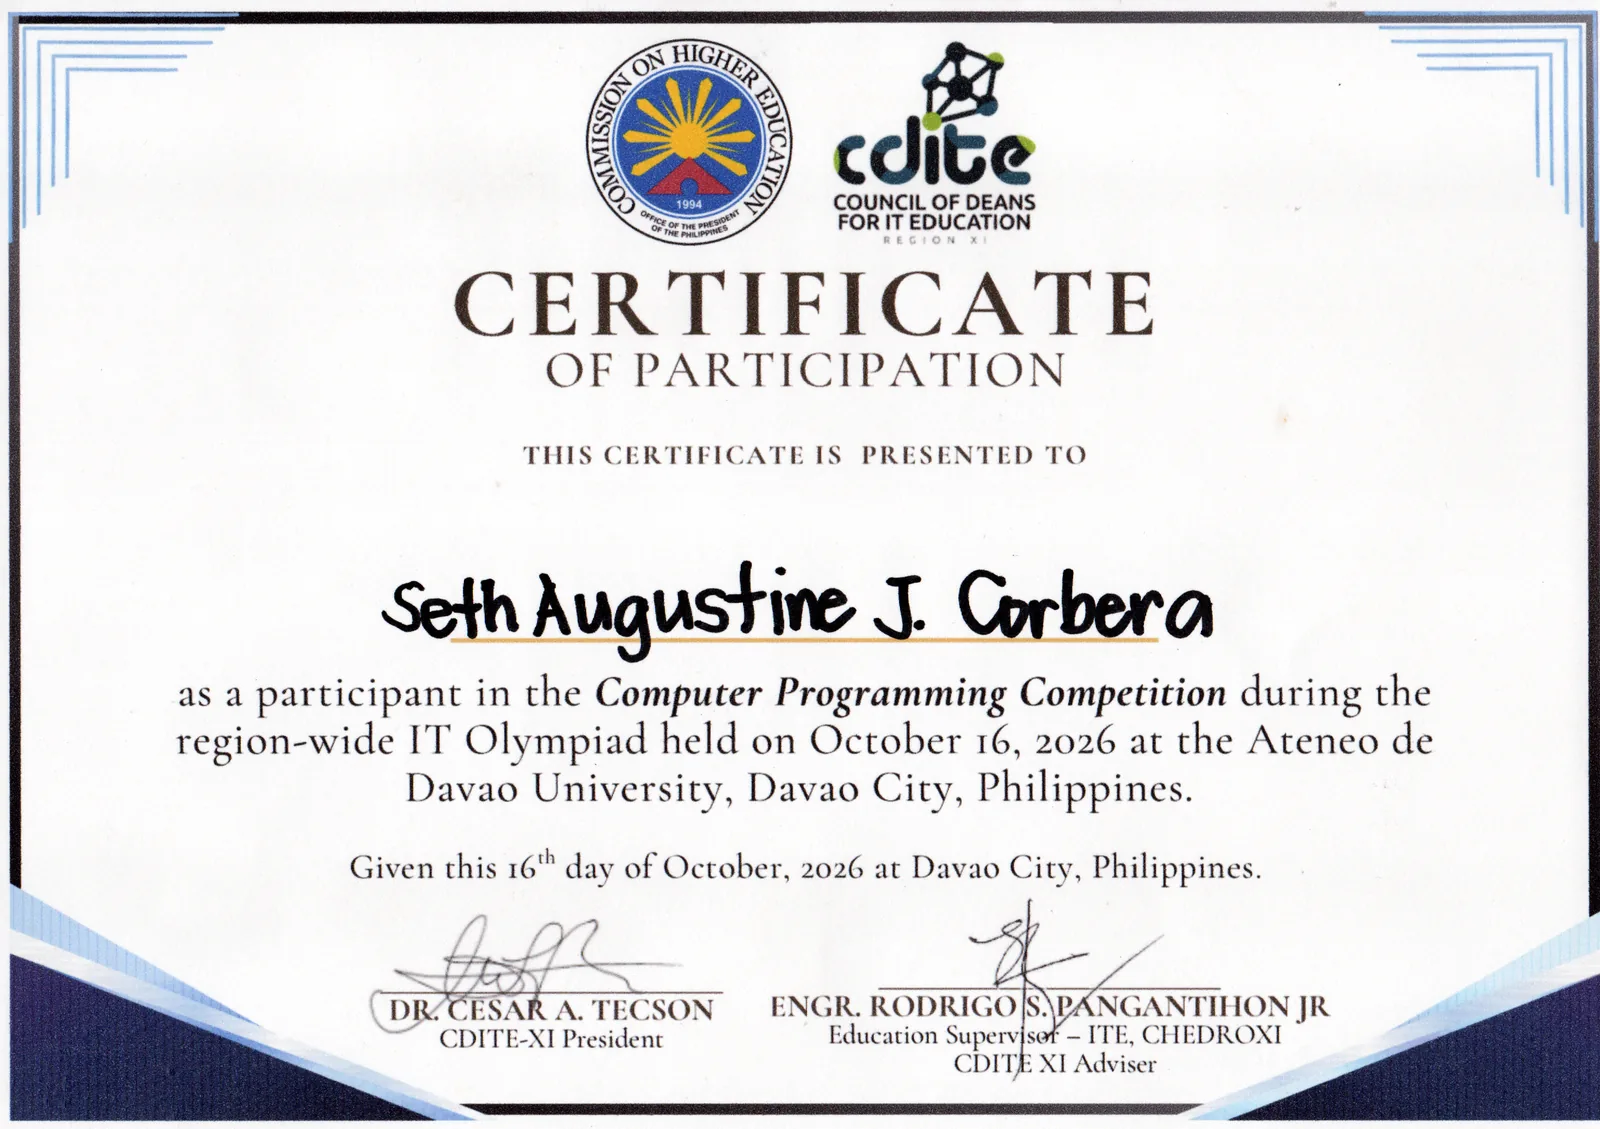 COMMISSION ON HIGHER EDUCATION
1994
OFFICE OF THE PRESIDENT
OF THE PHILIPPINES
cdite
COUNCIL OF DEANS
FOR IT EDUCATION
REGION XI
CERTIFICATE
OF PARTICIPATION
THIS CERTIFICATE IS PRESENTED TO
Seth Augustine J. Corbera
as a participant in the Computer Programming Competition during the
region-wide IT Olympiad held on October 16, 2026 at the Ateneo de
Davao University, Davao City, Philippines.
Given this 16th day of October, 2026 at Davao City, Philippines.
DR. CESAR A. TECSON
CDITE-XI President
ENGR. RODRIGO S. PANGANTIHON JR
Education Supervisor – ITE, CHEDROXI
CDITE XI Adviser